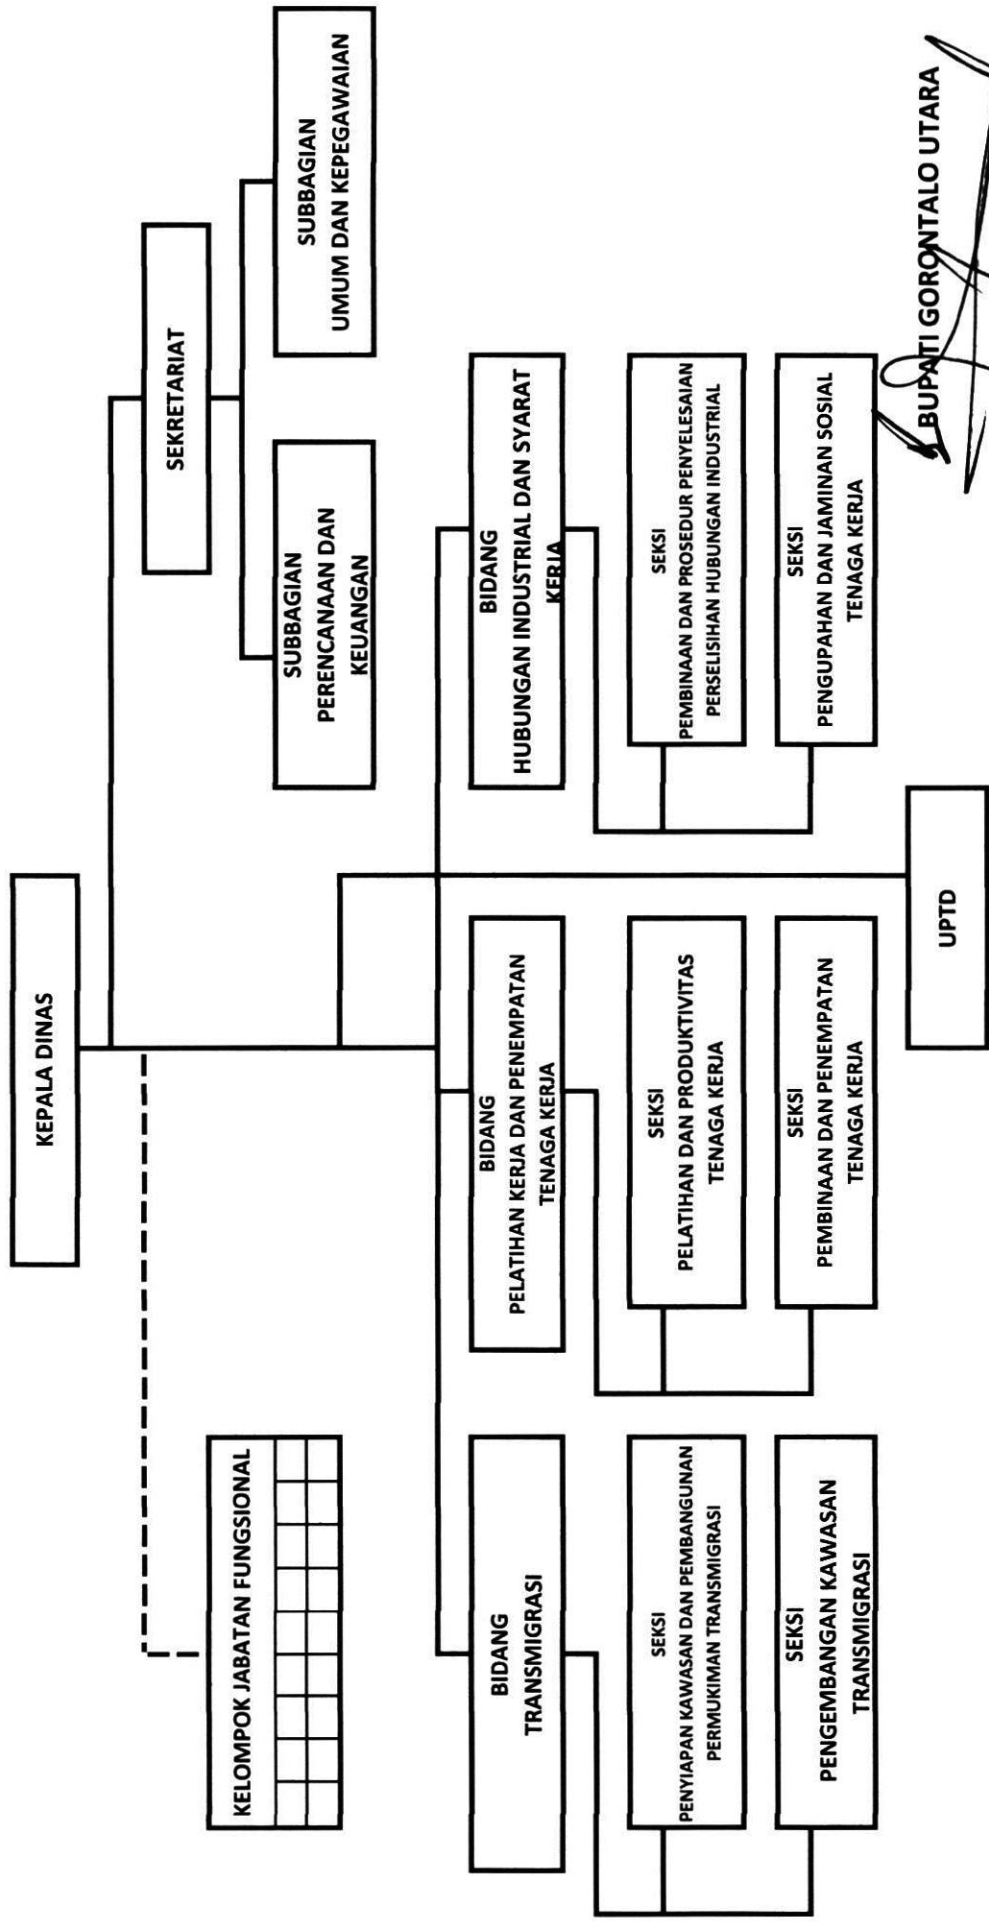 KEPALA DINAS
SEKRETARIAT
KELOMPOK JABATAN FUNGSIONAL
SUBBAGIAN
PERENCANAAN DAN
KEUANGAN
SUBBAGIAN
UMUM DAN KEPEGAWAIAN
BIDANG
TRANSMIGRASI
BIDANG
PELATIHAN KERJA DAN PENEMPATAN
TENAGA KERJA
BIDANG
HUBUNGAN INDUSTRIAL DAN SYARAT
KERJA
SEKSI
PENYIAPAN KAWASAN DAN PEMBANGUNAN
PERMUKIMAN TRANSMIGRASI
SEKSI
PELATIHAN DAN PRODUKTIVITAS
TENAGA KERJA
SEKSI
PEMBINAAN DAN PROSEDUR PENYELESAIAN
PERSELISIHAN HUBUNGAN INDUSTRIAL
SEKSI
PENGEMBANGAN KAWASAN
TRANSMIGRASI
SEKSI
PEMBINAAN DAN PENEMPATAN
TENAGA KERJA
SEKSI
PENGUPAHAN DAN JAMINAN SOSIAL
TENAGA KERJA
UPTD
BUPATI GORONTALO UTARA